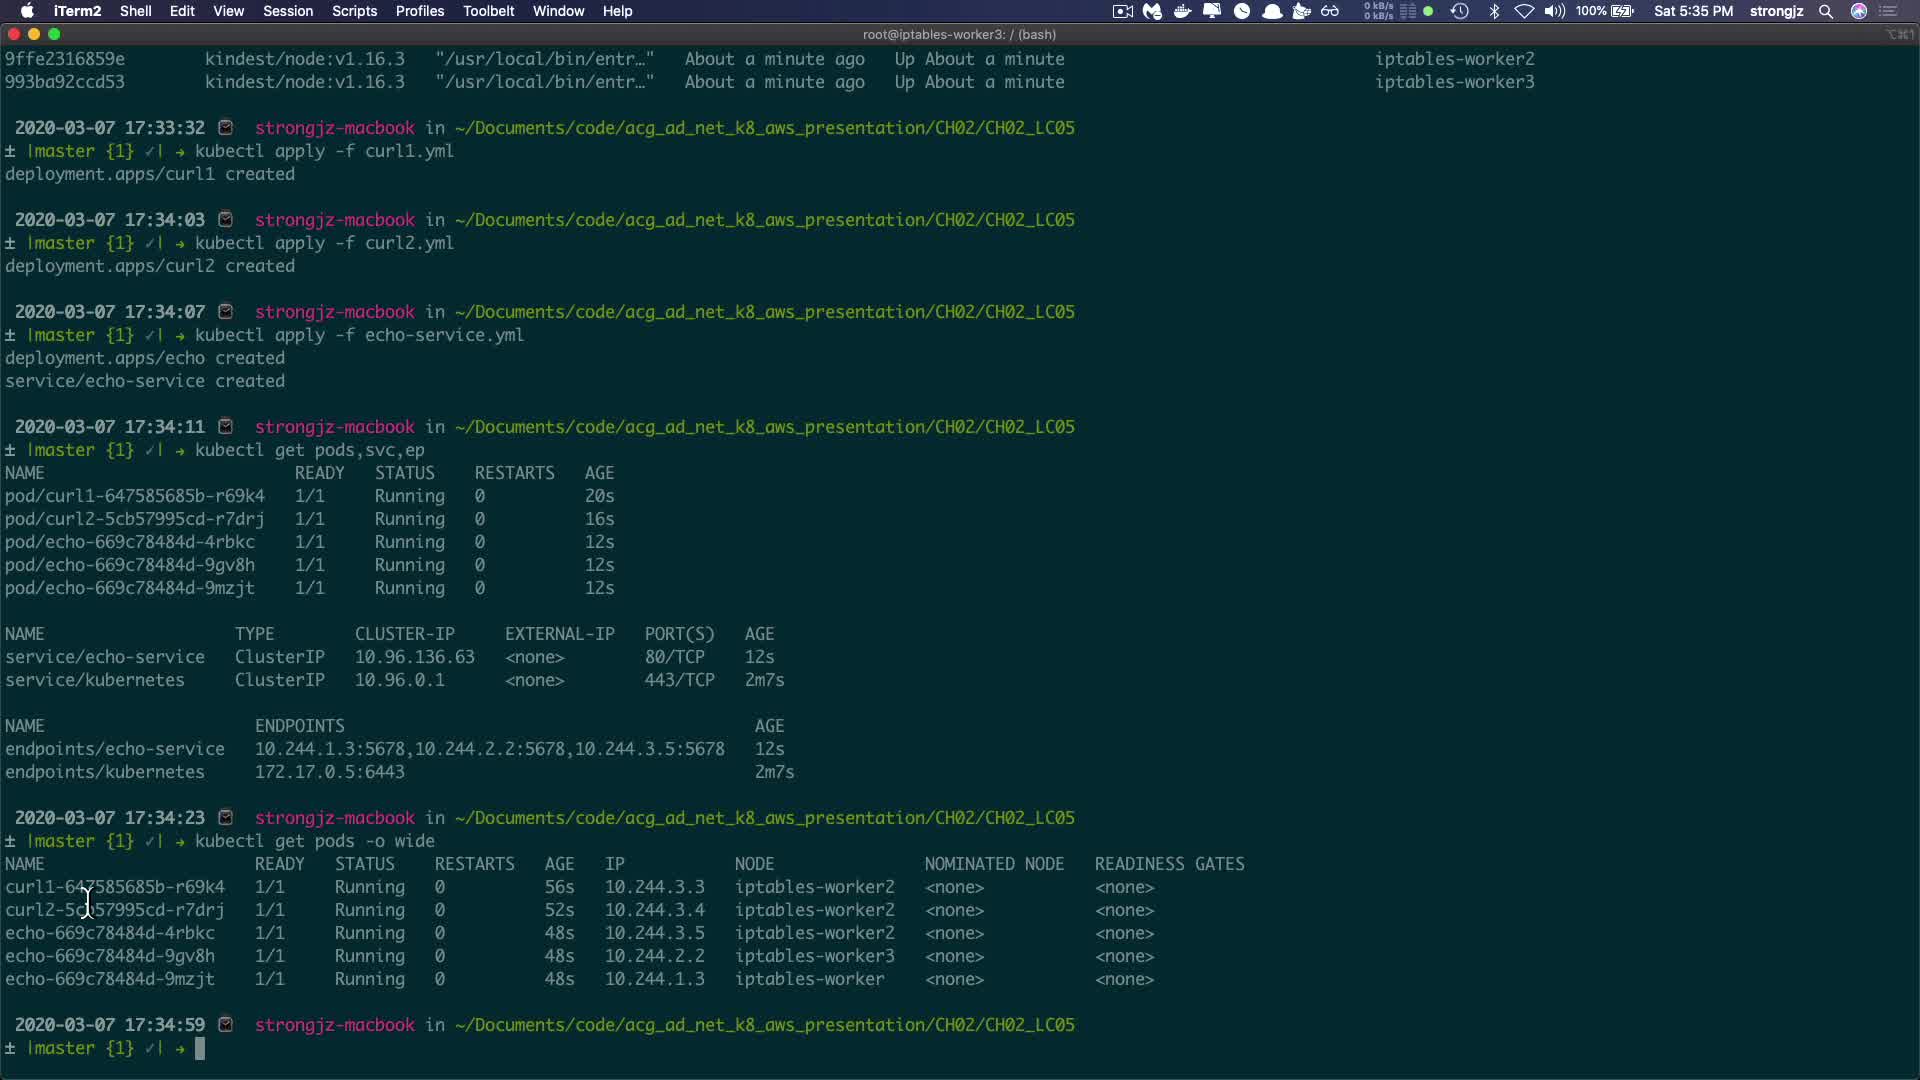 iTerm2 Shell Edit View Session Scripts Profiles Toolbelt Window Help 0 kB/s 0 kB/s 100% Sat 5:35 PM strongjz
root@iptables-worker3: / (bash) ⌥⌘1
9ffe2316859e kindest/node:v1.16.3 "/usr/local/bin/entr…" About a minute ago Up About a minute iptables-worker2
993ba92ccd53 kindest/node:v1.16.3 "/usr/local/bin/entr…" About a minute ago Up About a minute iptables-worker3
2020-03-07 17:33:32 strongjz-macbook in ~/Documents/code/acg_ad_net_k8_aws_presentation/CH02/CH02_LC05
± |master {1} ✓| → kubectl apply -f curl1.yml
deployment.apps/curl1 created
2020-03-07 17:34:03 strongjz-macbook in ~/Documents/code/acg_ad_net_k8_aws_presentation/CH02/CH02_LC05
± |master {1} ✓| → kubectl apply -f curl2.yml
deployment.apps/curl2 created
2020-03-07 17:34:07 strongjz-macbook in ~/Documents/code/acg_ad_net_k8_aws_presentation/CH02/CH02_LC05
± |master {1} ✓| → kubectl apply -f echo-service.yml
deployment.apps/echo created
service/echo-service created
2020-03-07 17:34:11 strongjz-macbook in ~/Documents/code/acg_ad_net_k8_aws_presentation/CH02/CH02_LC05
± |master {1} ✓| → kubectl get pods,svc,ep
NAME READY STATUS RESTARTS AGE
pod/curl1-647585685b-r69k4 1/1 Running 0 20s
pod/curl2-5cb57995cd-r7drj 1/1 Running 0 16s
pod/echo-669c78484d-4rbkc 1/1 Running 0 12s
pod/echo-669c78484d-9gv8h 1/1 Running 0 12s
pod/echo-669c78484d-9mzjt 1/1 Running 0 12s
NAME TYPE CLUSTER-IP EXTERNAL-IP PORT(S) AGE
service/echo-service ClusterIP 10.96.136.63 <none> 80/TCP 12s
service/kubernetes ClusterIP 10.96.0.1 <none> 443/TCP 2m7s
NAME ENDPOINTS AGE
endpoints/echo-service 10.244.1.3:5678,10.244.2.2:5678,10.244.3.5:5678 12s
endpoints/kubernetes 172.17.0.5:6443 2m7s
2020-03-07 17:34:23 strongjz-macbook in ~/Documents/code/acg_ad_net_k8_aws_presentation/CH02/CH02_LC05
± |master {1} ✓| → kubectl get pods -o wide
NAME READY STATUS RESTARTS AGE IP NODE NOMINATED NODE READINESS GATES
curl1-647585685b-r69k4 1/1 Running 0 56s 10.244.3.3 iptables-worker2 <none> <none>
curl2-5cb57995cd-r7drj 1/1 Running 0 52s 10.244.3.4 iptables-worker2 <none> <none>
echo-669c78484d-4rbkc 1/1 Running 0 48s 10.244.3.5 iptables-worker2 <none> <none>
echo-669c78484d-9gv8h 1/1 Running 0 48s 10.244.2.2 iptables-worker3 <none> <none>
echo-669c78484d-9mzjt 1/1 Running 0 48s 10.244.1.3 iptables-worker <none> <none>
2020-03-07 17:34:59 strongjz-macbook in ~/Documents/code/acg_ad_net_k8_aws_presentation/CH02/CH02_LC05
± |master {1} ✓| →